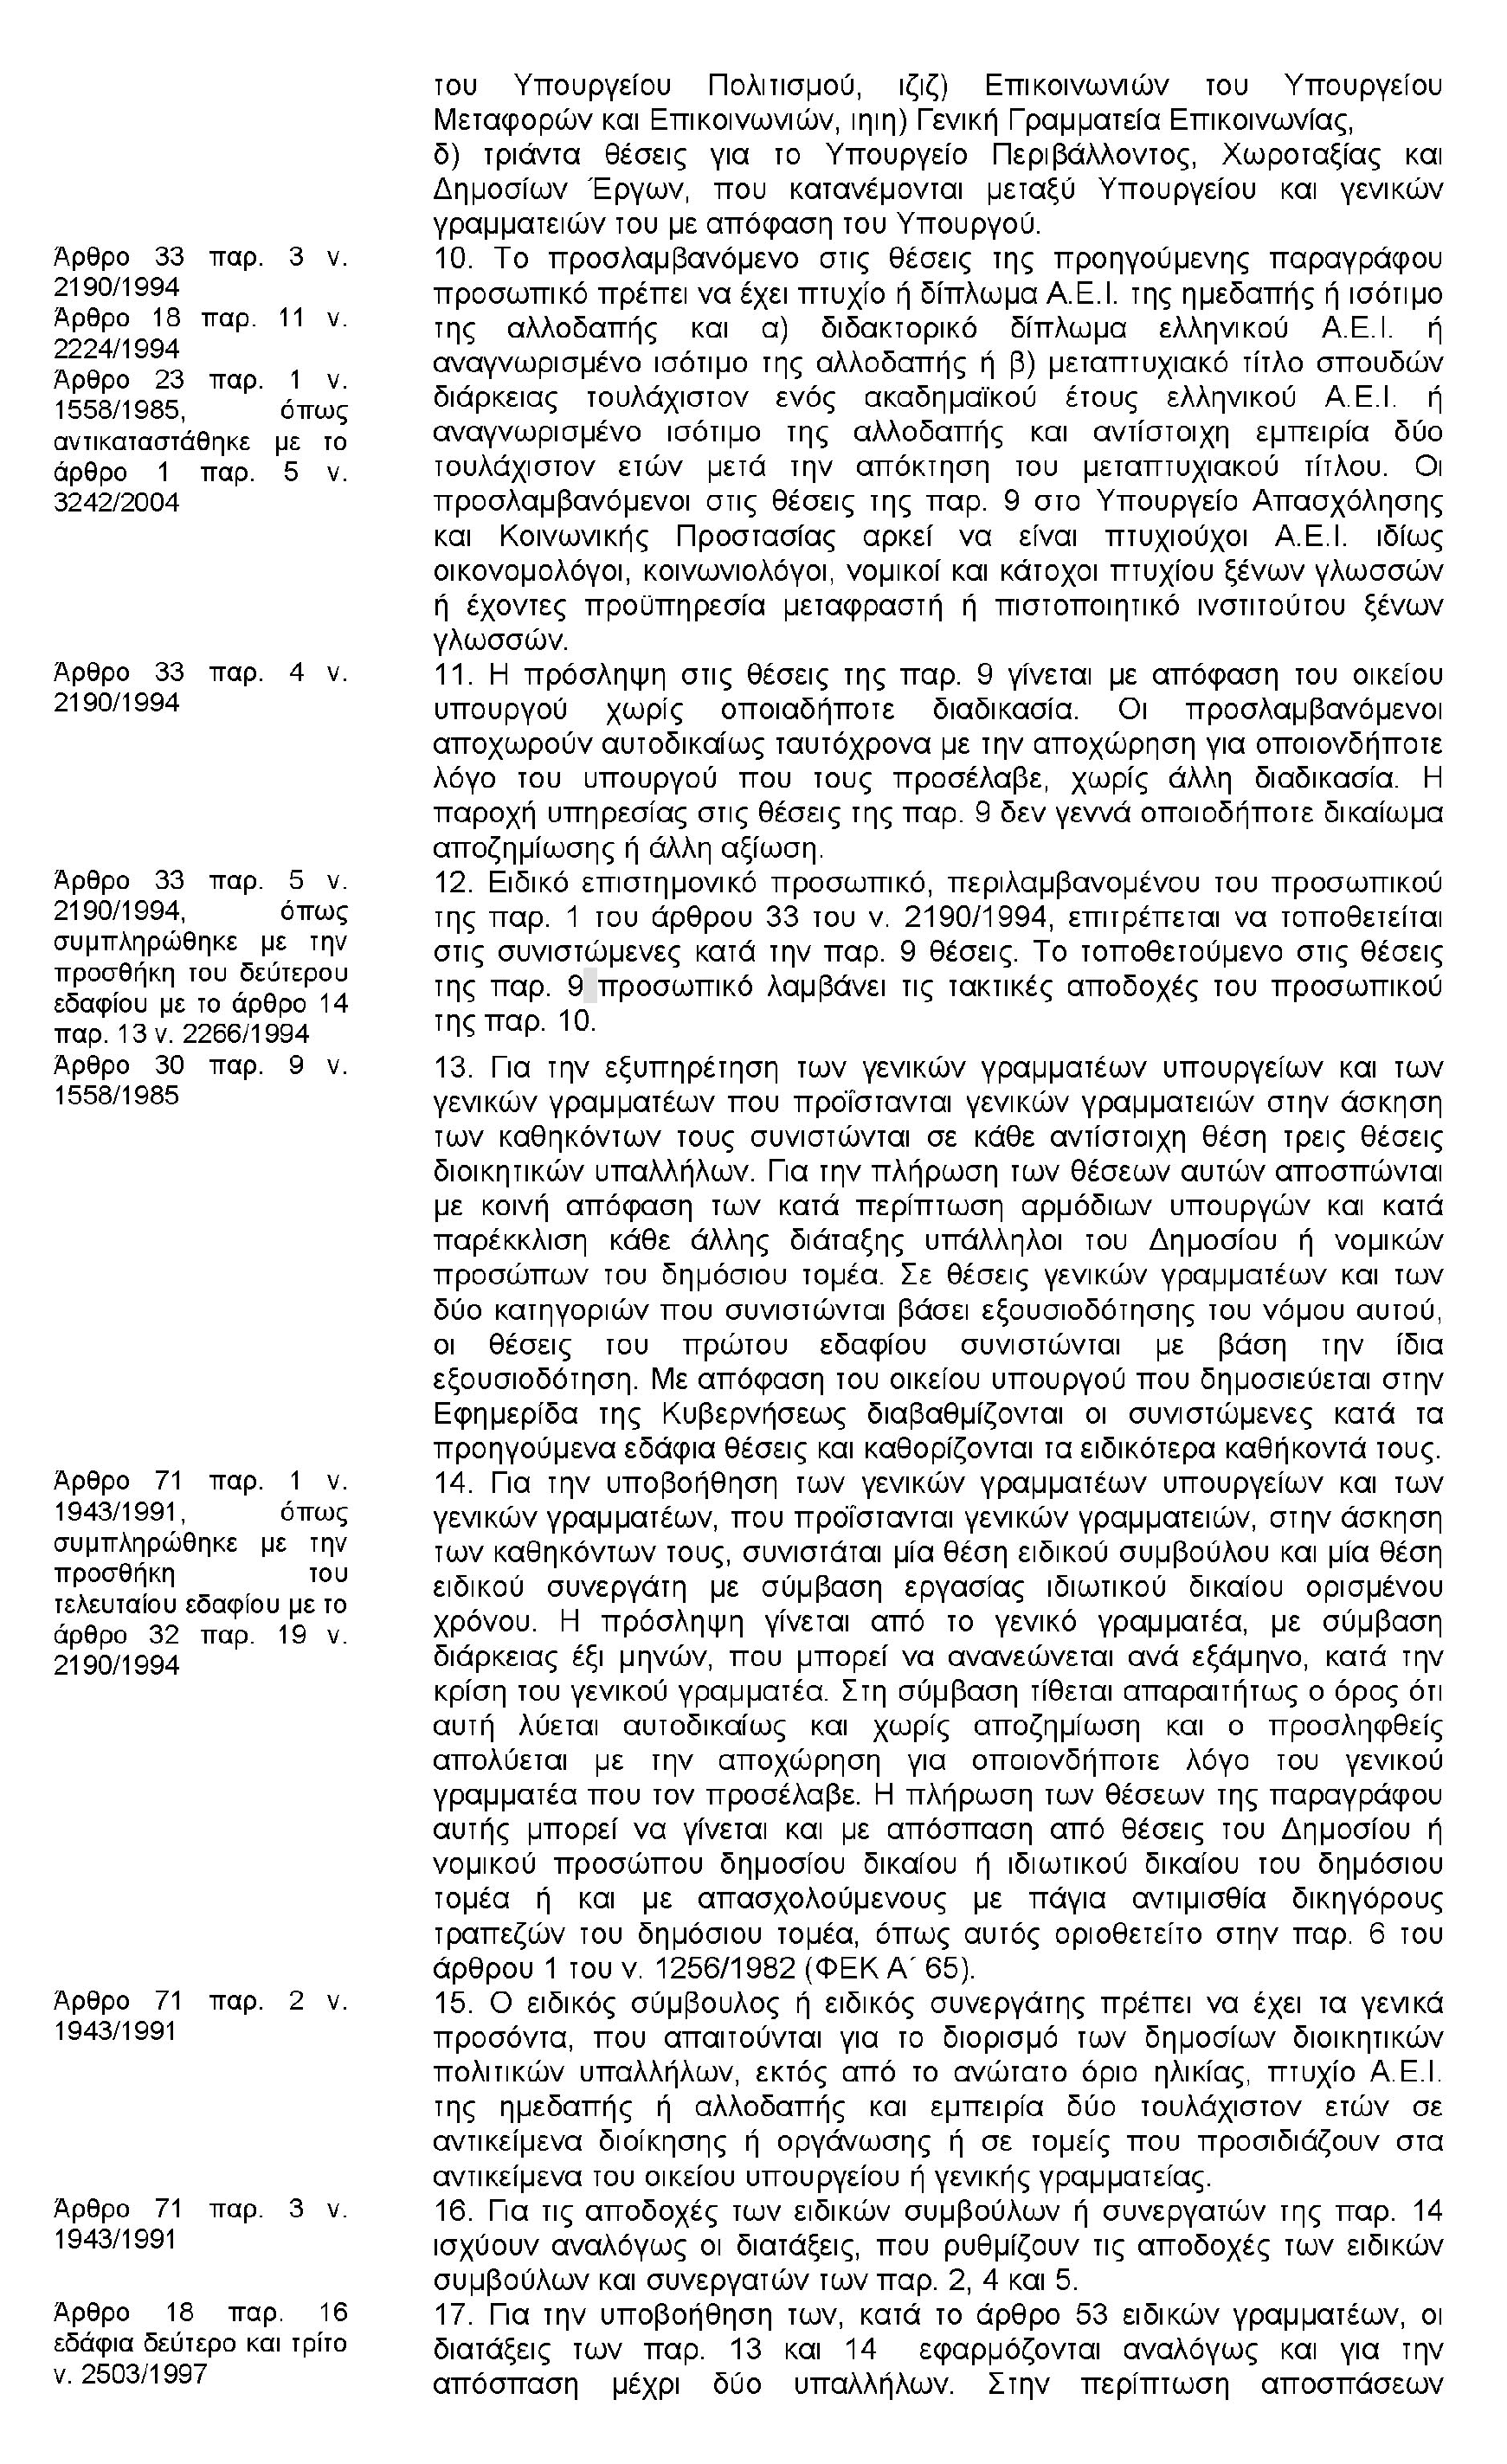 του Υπουργείου Πολιτισμού, ιζιζ) Επικοινωνιών του Υπουργείου
Μεταφορών και Επικοινωνιών, ιηιη) Γενική Γραμματεία Επικοινωνίας,
δ) τριάντα θέσεις για το Υπουργείο Περιβάλλοντος, Χωροταξίας και
Δημοσίων Έργων, που κατανέμονται μεταξύ Υπουργείου και γενικών
γραμματειών του με απόφαση του Υπουργού.
Άρθρο 33 παρ. 3 ν.
2190/1994
Άρθρο 18 παρ. 11 ν.
2224/1994
Άρθρο 23 παρ. 1 ν.
1558/1985, όπως
αντικαταστάθηκε με το
άρθρο 1 παρ. 5 ν.
3242/2004
10. Το προσλαμβανόμενο στις θέσεις της προηγούμενης παραγράφου
προσωπικό πρέπει να έχει πτυχίο ή δίπλωμα Α.Ε.Ι. της ημεδαπής ή ισότιμο
της αλλοδαπής και α) διδακτορικό δίπλωμα ελληνικού Α.Ε.Ι. ή
αναγνωρισμένο ισότιμο της αλλοδαπής ή β) μεταπτυχιακό τίτλο σπουδών
διάρκειας τουλάχιστον ενός ακαδημαϊκού έτους ελληνικού Α.Ε.Ι. ή
αναγνωρισμένο ισότιμο της αλλοδαπής και αντίστοιχη εμπειρία δύο
τουλάχιστον ετών μετά την απόκτηση του μεταπτυχιακού τίτλου. Οι
προσλαμβανόμενοι στις θέσεις της παρ. 9 στο Υπουργείο Απασχόλησης
και Κοινωνικής Προστασίας αρκεί να είναι πτυχιούχοι Α.Ε.Ι. ιδίως
οικονομολόγοι, κοινωνιολόγοι, νομικοί και κάτοχοι πτυχίου ξένων γλωσσών
ή έχοντες προϋπηρεσία μεταφραστή ή πιστοποιητικό ινστιτούτου ξένων
γλωσσών.
Άρθρο 33 παρ. 4 ν.
2190/1994
11. Η πρόσληψη στις θέσεις της παρ. 9 γίνεται με απόφαση του οικείου
υπουργού χωρίς οποιαδήποτε διαδικασία. Οι προσλαμβανόμενοι
αποχωρούν αυτοδικαίως ταυτόχρονα με την αποχώρηση για οποιονδήποτε
λόγο του υπουργού που τους προσέλαβε, χωρίς άλλη διαδικασία. Η
παροχή υπηρεσίας στις θέσεις της παρ. 9 δεν γεννά οποιοδήποτε δικαίωμα
αποζημίωσης ή άλλη αξίωση.
Άρθρο 33 παρ. 5 ν.
2190/1994, όπως
συμπληρώθηκε με την
προσθήκη του δεύτερου
εδαφίου με το άρθρο 14
παρ. 13 ν. 2266/1994
12. Ειδικό επιστημονικό προσωπικό, περιλαμβανομένου του προσωπικού
της παρ. 1 του άρθρου 33 του ν. 2190/1994, επιτρέπεται να τοποθετείται
στις συνιστώμενες κατά την παρ. 9 θέσεις. Το τοποθετούμενο στις θέσεις
της παρ. 9 προσωπικό λαμβάνει τις τακτικές αποδοχές του προσωπικού
της παρ. 10.
Άρθρο 30 παρ. 9 ν.
1558/1985
13. Για την εξυπηρέτηση των γενικών γραμματέων υπουργείων και των
γενικών γραμματέων που προΐστανται γενικών γραμματειών στην άσκηση
των καθηκόντων τους συνιστώνται σε κάθε αντίστοιχη θέση τρεις θέσεις
διοικητικών υπαλλήλων. Για την πλήρωση των θέσεων αυτών αποσπώνται
με κοινή απόφαση των κατά περίπτωση αρμόδιων υπουργών και κατά
παρέκκλιση κάθε άλλης διάταξης υπάλληλοι του Δημοσίου ή νομικών
προσώπων του δημόσιου τομέα. Σε θέσεις γενικών γραμματέων και των
δύο κατηγοριών που συνιστώνται βάσει εξουσιοδότησης του νόμου αυτού,
οι θέσεις του πρώτου εδαφίου συνιστώνται με βάση την ίδια
εξουσιοδότηση. Με απόφαση του οικείου υπουργού που δημοσιεύεται στην
Εφημερίδα της Κυβερνήσεως διαβαθμίζονται οι συνιστώμενες κατά τα
προηγούμενα εδάφια θέσεις και καθορίζονται τα ειδικότερα καθήκοντά τους.
Άρθρο 71 παρ. 1 ν.
1943/1991, όπως
συμπληρώθηκε με την
προσθήκη του
τελευταίου εδαφίου με το
άρθρο 32 παρ. 19 ν.
2190/1994
14. Για την υποβοήθηση των γενικών γραμματέων υπουργείων και των
γενικών γραμματέων, που προΐστανται γενικών γραμματειών, στην άσκηση
των καθηκόντων τους, συνιστάται μία θέση ειδικού συμβούλου και μία θέση
ειδικού συνεργάτη με σύμβαση εργασίας ιδιωτικού δικαίου ορισμένου
χρόνου. Η πρόσληψη γίνεται από το γενικό γραμματέα, με σύμβαση
διάρκειας έξι μηνών, που μπορεί να ανανεώνεται ανά εξάμηνο, κατά την
κρίση του γενικού γραμματέα. Στη σύμβαση τίθεται απαραιτήτως ο όρος ότι
αυτή λύεται αυτοδικαίως και χωρίς αποζημίωση και ο προσληφθείς
απολύεται με την αποχώρηση για οποιονδήποτε λόγο του γενικού
γραμματέα που τον προσέλαβε. Η πλήρωση των θέσεων της παραγράφου
αυτής μπορεί να γίνεται και με απόσπαση από θέσεις του Δημοσίου ή
νομικού προσώπου δημοσίου δικαίου ή ιδιωτικού δικαίου του δημόσιου
τομέα ή και με απασχολούμενους με πάγια αντιμισθία δικηγόρους
τραπεζών του δημόσιου τομέα, όπως αυτός οριοθετείτο στην παρ. 6 του
άρθρου 1 του ν. 1256/1982 (ΦΕΚ Α΄ 65).
Άρθρο 71 παρ. 2 ν.
1943/1991
15. Ο ειδικός σύμβουλος ή ειδικός συνεργάτης πρέπει να έχει τα γενικά
προσόντα, που απαιτούνται για το διορισμό των δημοσίων διοικητικών
πολιτικών υπαλλήλων, εκτός από το ανώτατο όριο ηλικίας, πτυχίο Α.Ε.Ι.
της ημεδαπής ή αλλοδαπής και εμπειρία δύο τουλάχιστον ετών σε
αντικείμενα διοίκησης ή οργάνωσης ή σε τομείς που προσιδιάζουν στα
αντικείμενα του οικείου υπουργείου ή γενικής γραμματείας.
Άρθρο 71 παρ. 3 ν.
1943/1991
16. Για τις αποδοχές των ειδικών συμβούλων ή συνεργατών της παρ. 14
ισχύουν αναλόγως οι διατάξεις, που ρυθμίζουν τις αποδοχές των ειδικών
συμβούλων και συνεργατών των παρ. 2, 4 και 5.
Άρθρο 18 παρ. 16
εδάφια δεύτερο και τρίτο
ν. 2503/1997
17. Για την υποβοήθηση των, κατά το άρθρο 53 ειδικών γραμματέων, οι
διατάξεις των παρ. 13 και 14 εφαρμόζονται αναλόγως και για την
απόσπαση μέχρι δύο υπαλλήλων. Στην περίπτωση αποσπάσεων